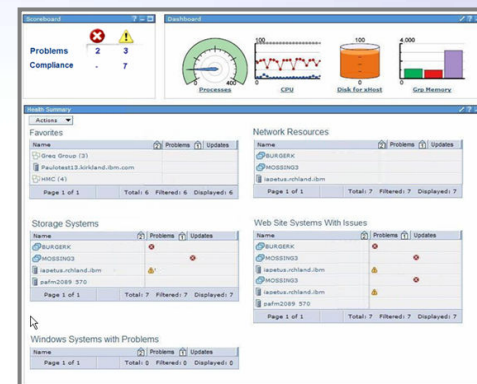 Scoreboard
Problems 2 3
Compliance - 7
Dashboard
0 400
Processes
100
CPU
100
Disk for xHost
4,000
Grp Memory
Health Summary
Actions
Favorites
Name Problems Updates
Greg Group (3)
Paulotest13.kirkland.ibm.com
HMC (4)
Page 1 of 1 Total: 6 Filtered: 6 Displayed: 6
Network Resources
Name Problems Updates
BURGERK
MOSSING3
iapetus.rchland.ibm
Page 1 of 1 Total: 7 Filtered: 7 Displayed: 7
Storage Systems
Name Problems Updates
BURGERK
MOSSING3
iapetus.rchland.ibm
pafm2089 570
Page 1 of 1 Total: 7 Filtered: 7 Displayed: 7
Web Site Systems With Issues
Name Problems Updates
BURGERK
MOSSING3
iapetus.rchland.ibm
MOSSING3
iapetus.rchland.ibm
pafm2089 570
Page 1 of 1 Total: 7 Filtered: 7 Displayed: 7
Windows Systems with Problems
Name Problems Updates
Page 1 of 1 Total: 0 Filtered: 0 Displayed: 0